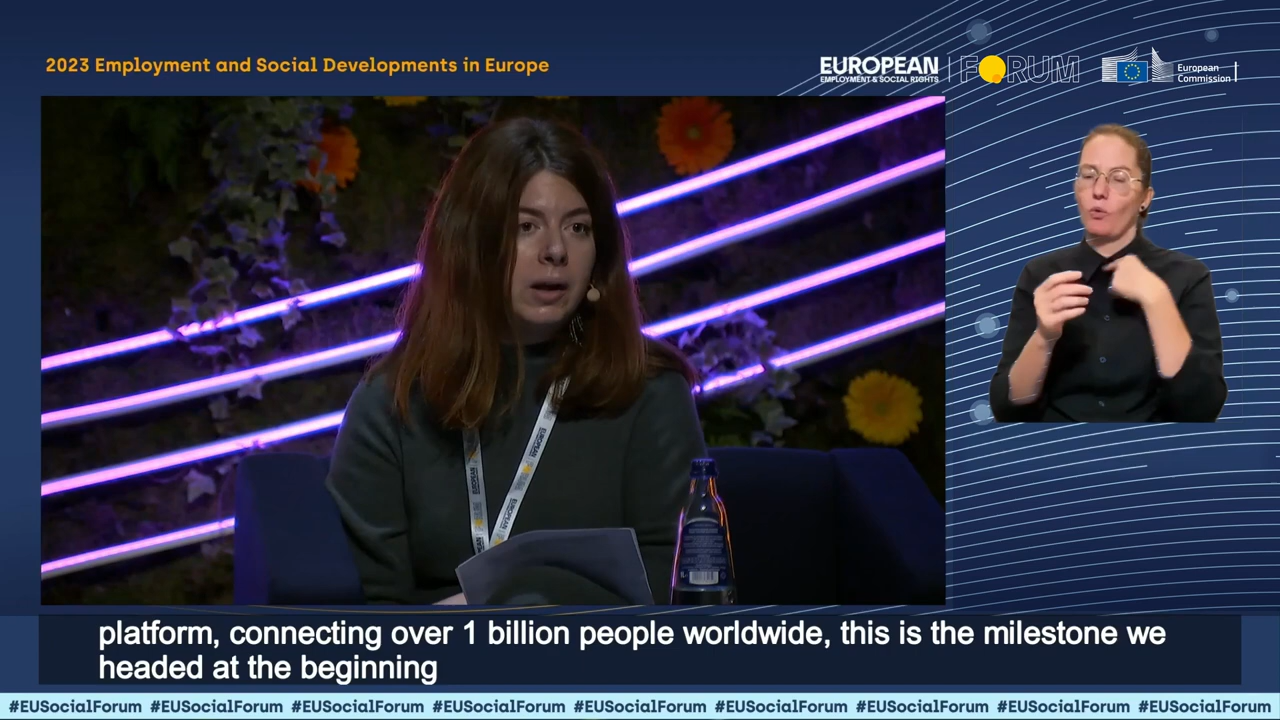 2023 Employment and Social Developments in Europe
EUROPEAN
EMPLOYMENT & SOCIAL RIGHTS
FORUM
European
Commission
EUROPEAN
EUROPEAN
platform, connecting over 1 billion people worldwide, this is the milestone we
headed at the beginning
#EUSocialForum #EUSocialForum #EUSocialForum #EUSocialForum #EUSocialForum #EUSocialForum #EUSocialForum #EUSocialForum #EUSocialForum